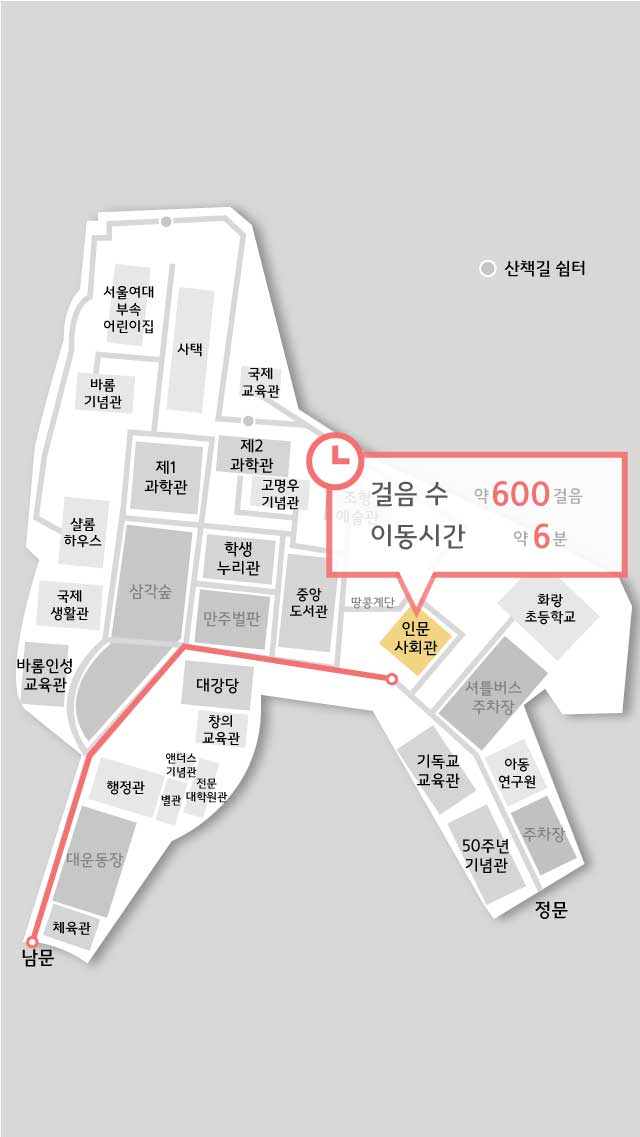 산책길 쉼터
서울여대
부속
어린이집
사택
국제
교육관
바롬
기념관
제1
과학관
제2
과학관
고명우
기념관
조형
예술관
걸음 수 약 600 걸음
이동시간 약 6 분
샬롬
하우스
학생
누리관
삼각숲
만주벌판
중앙
도서관
땅콩계단
인문
사회관
화랑
초등학교
국제
생활관
바롬인성
교육관
대강당
셔틀버스
주차장
창의
교육관
앤더스
기념관
전문
대학원관
행정관
별관
기독교
교육관
아동
연구원
대운동장
50주년
기념관
주차장
체육관
정문
남문